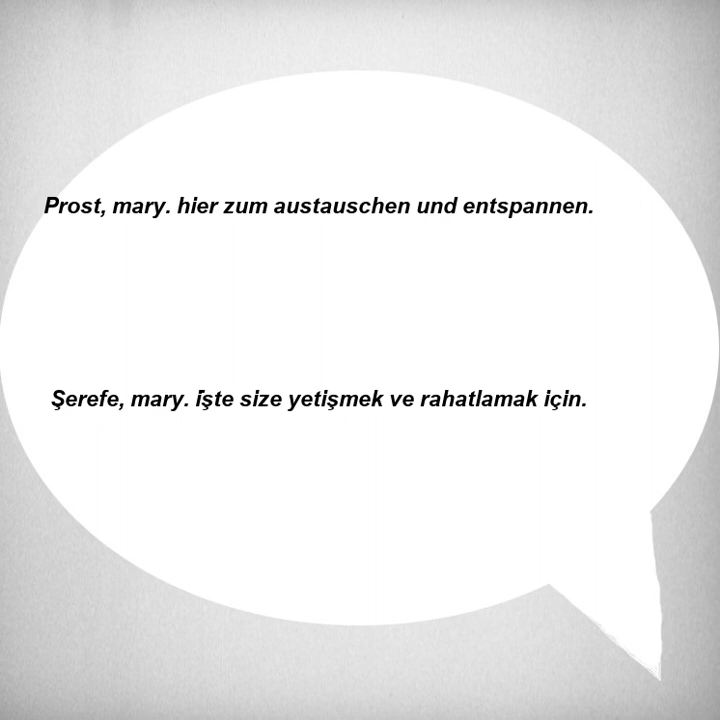 Prost, mary. hier zum austauschen und entspannen.
Şerefe, mary. i̇şte size yetişmek ve rahatlamak için.